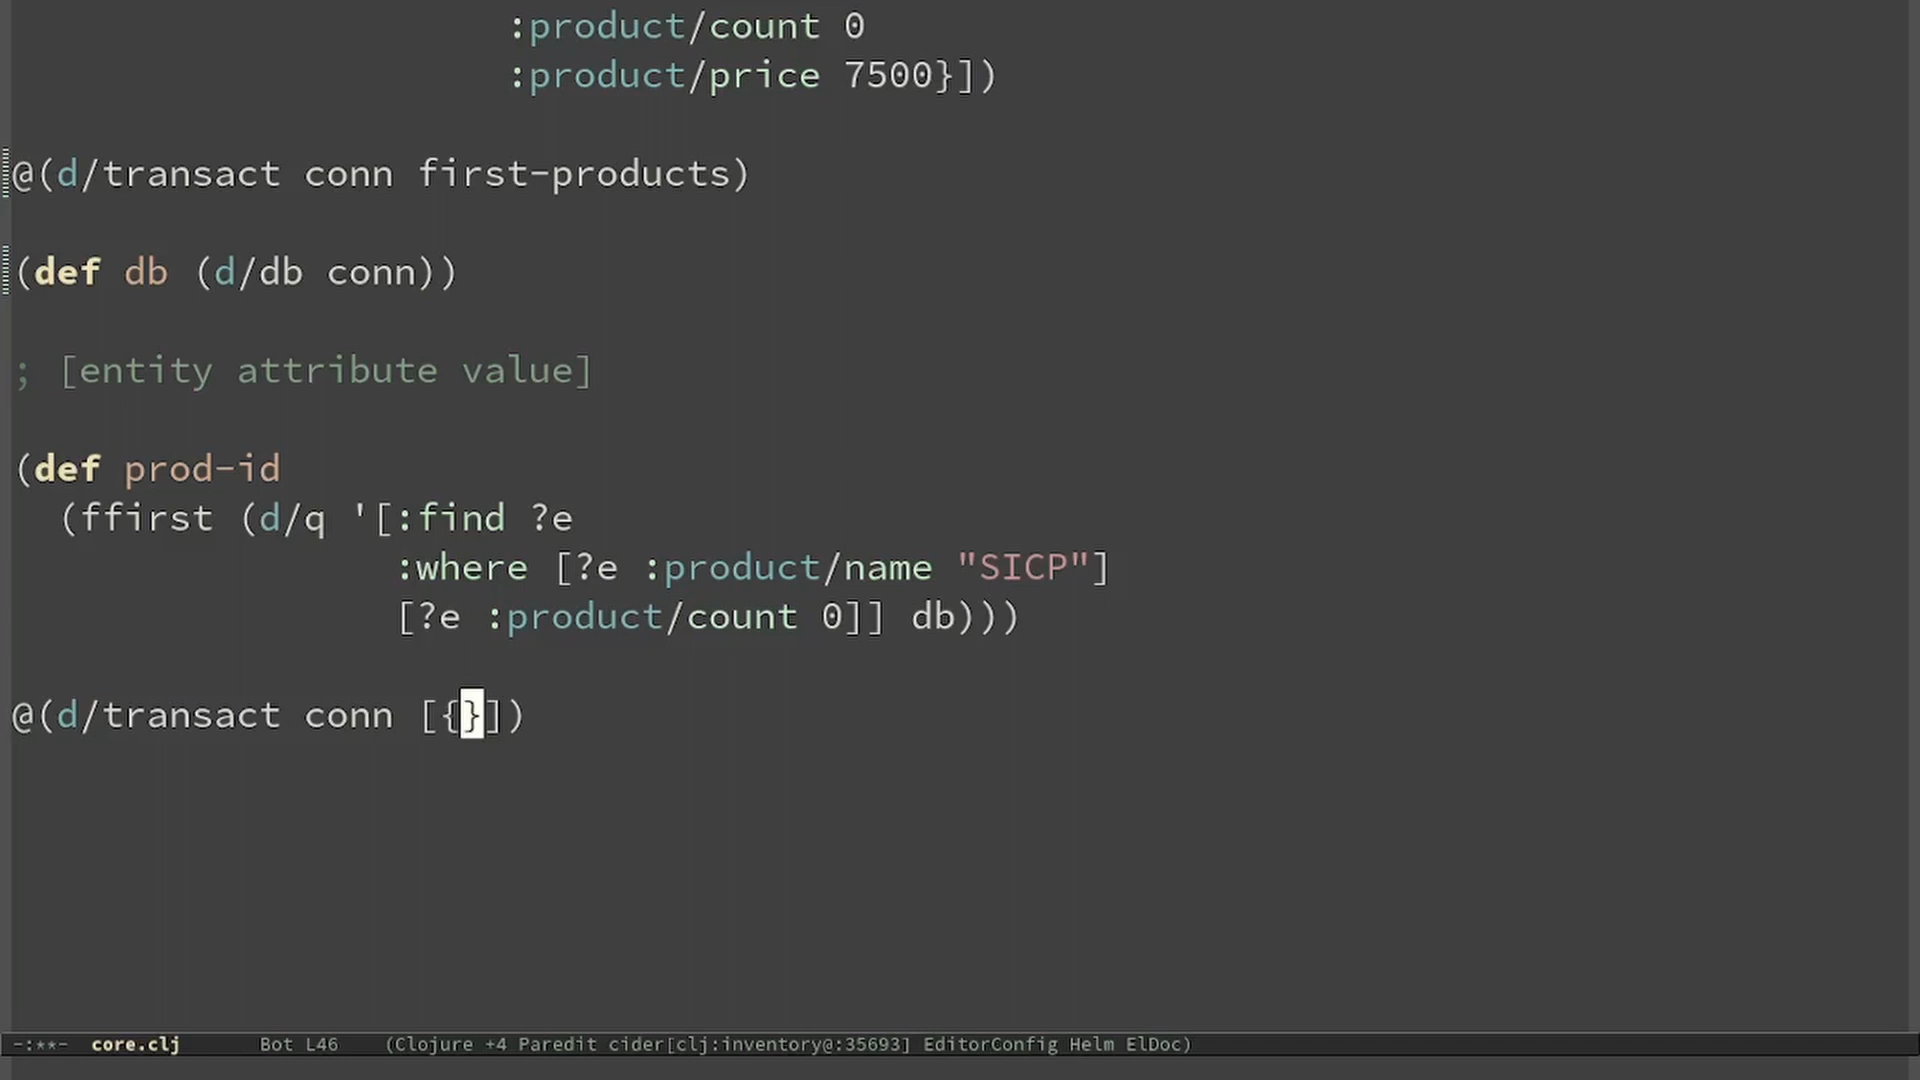 :product/count 0
:product/price 7500}])
@(d/transact conn first-products)
(def db (d/db conn))
; [entity attribute value]
(def prod-id
(ffirst (d/q '[:find ?e
:where [?e :product/name "SICP"]
[?e :product/count 0]] db)))
@(d/transact conn [{}])
-:**-  core.clj  Bot L46  (Clojure +4 Paredit cider[clj:inventory@:35693] EditorConfig Helm ElDoc)